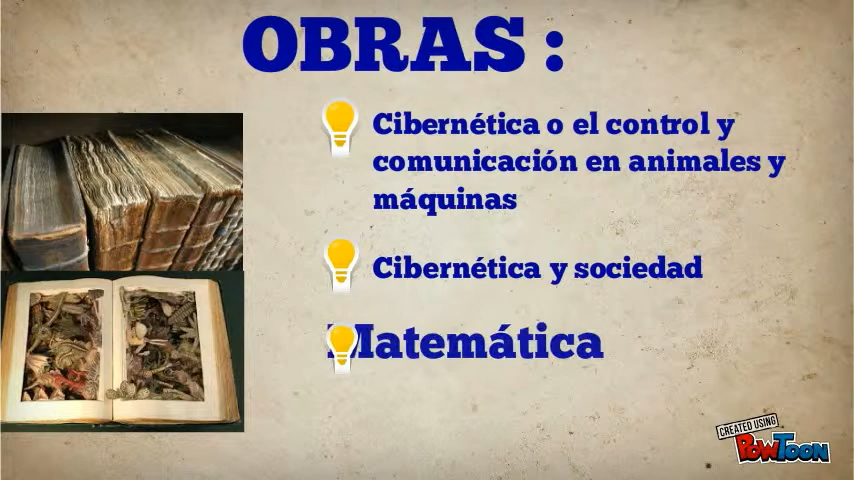 OBRAS :
Cibernética o el control y
comunicación en animales y
máquinas
Cibernética y sociedad
Matemática
CREATED USING
POWTOON